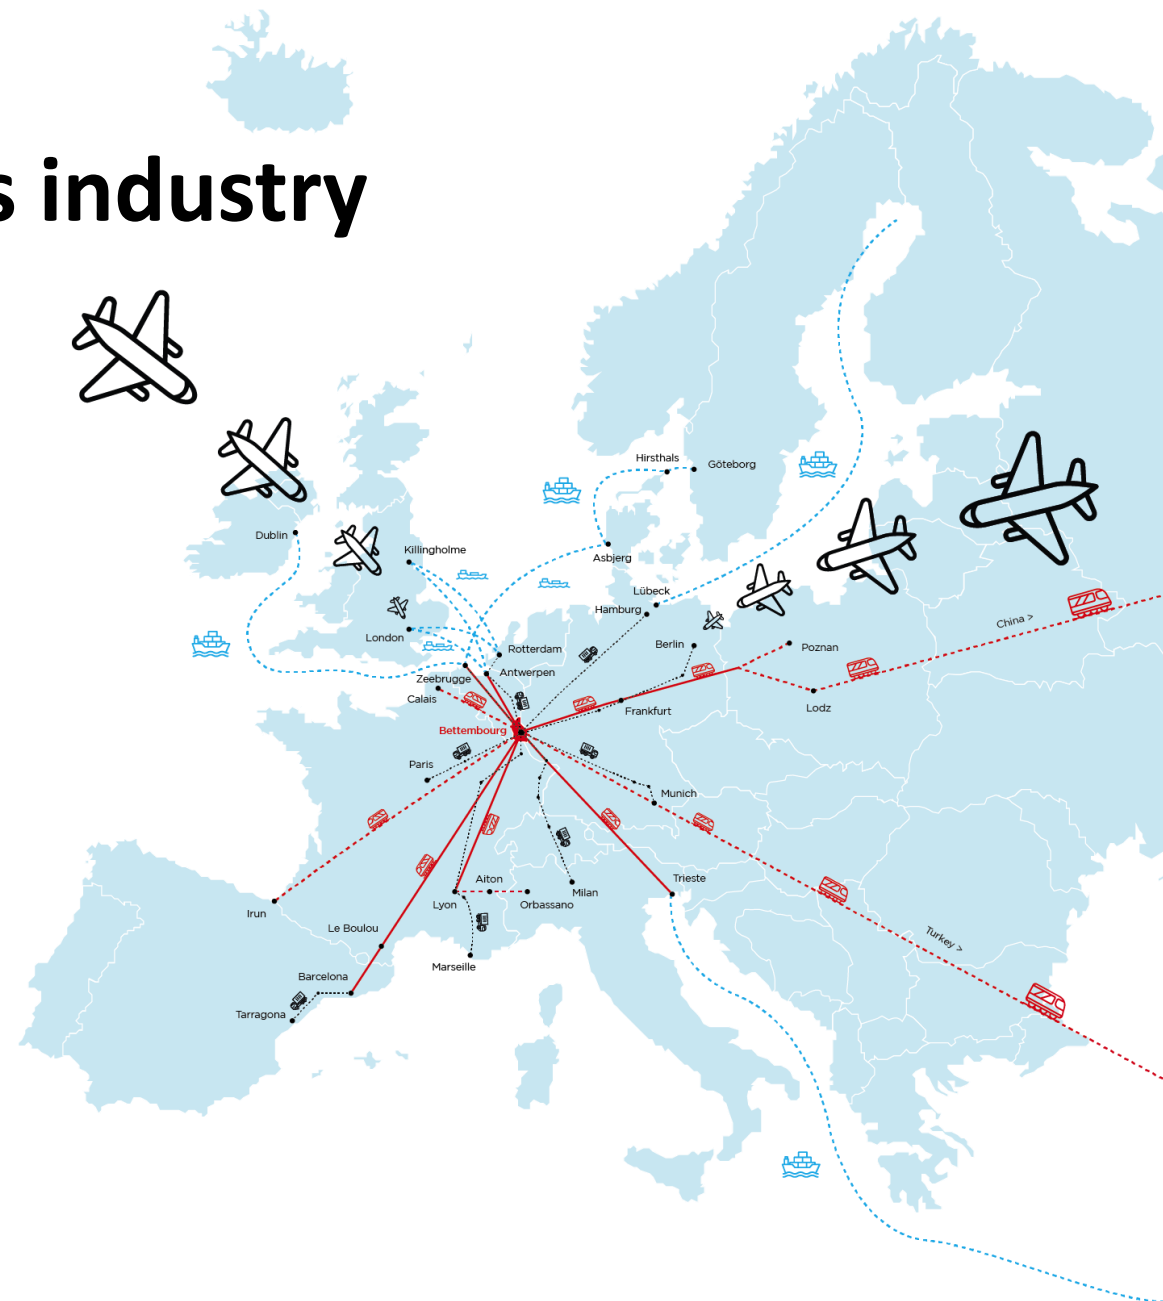 s industry
Hirsthals
Göteborg
Dublin
Killingholme
Asbjerg
Lübeck
Hamburg
London
Berlin
Poznan
China >
Rotterdam
Antwerpen
Zeebrugge
Calais
Lodz
Frankfurt
Bettembourg
Paris
Munich
Trieste
Aiton
Milan
Lyon
Orbassano
Irun
Le Boulou
Turkey >
Marseille
Barcelona
Tarragona